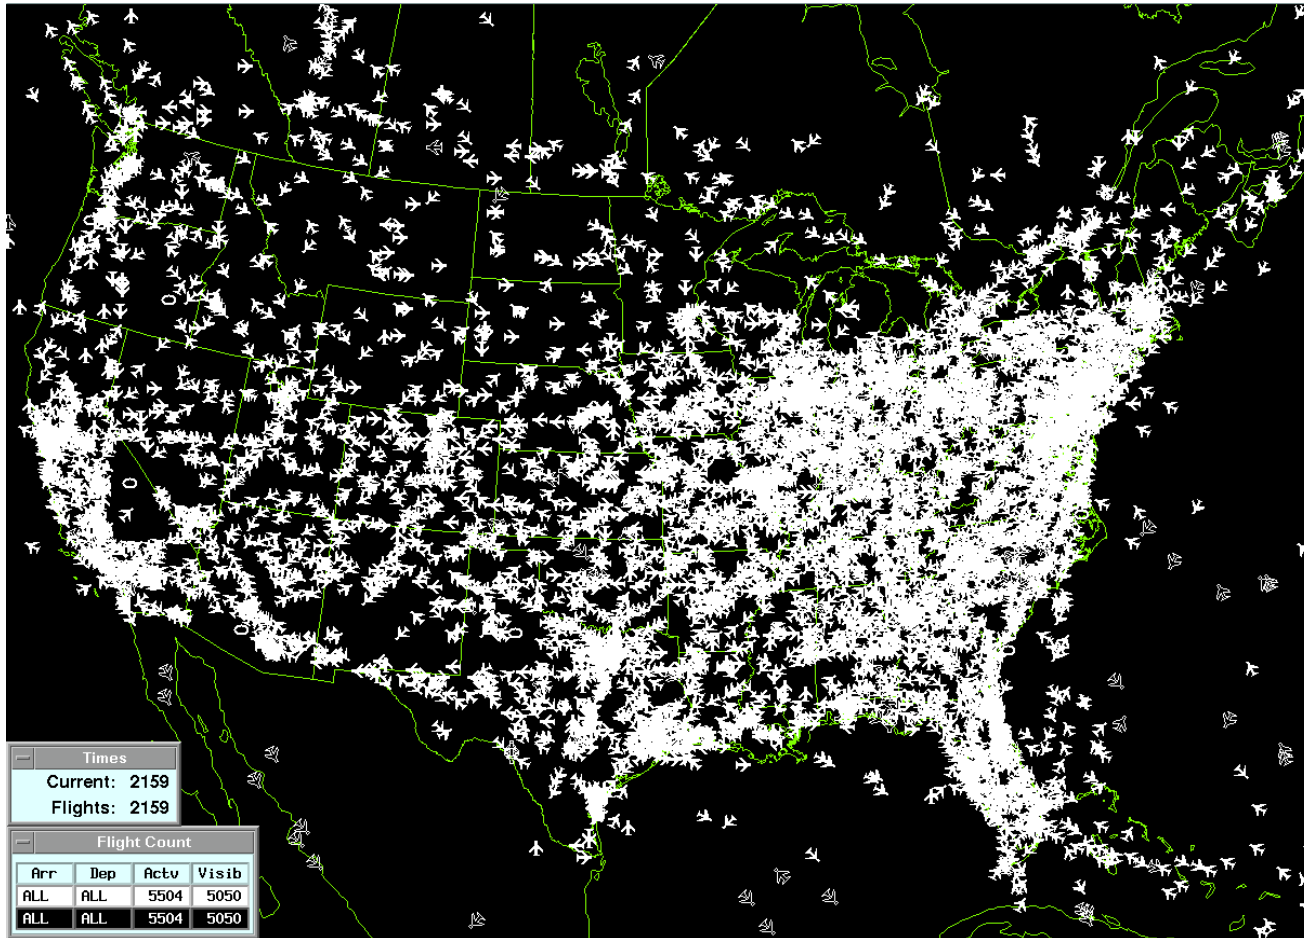 Times
Current: 2159
Flights: 2159
Flight Count
Arr Dep Actv Visib
ALL ALL 5504 5050
ALL ALL 5504 5050